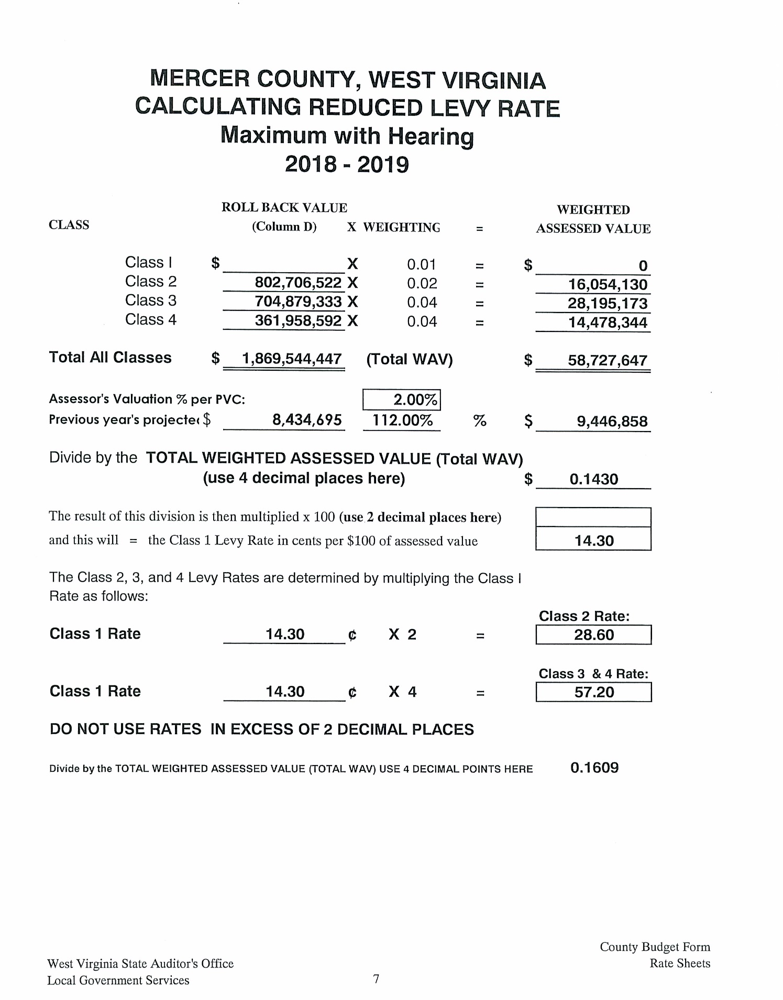 MERCER COUNTY, WEST VIRGINIA
CALCULATING REDUCED LEVY RATE
Maximum with Hearing
2018 - 2019
ROLL BACK VALUE WEIGHTED
CLASS (Column D) X WEIGHTING = ASSESSED VALUE
Class I $ X 0.01 = $ 0
Class 2 802,706,522 X 0.02 = 16,054,130
Class 3 704,879,333 X 0.04 = 28,195,173
Class 4 361,958,592 X 0.04 = 14,478,344
Total All Classes $ 1,869,544,447 (Total WAV) $ 58,727,647
Assessor's Valuation % per PVC: 2.00%
Previous year's projected $ 8,434,695 112.00% % $ 9,446,858
Divide by the TOTAL WEIGHTED ASSESSED VALUE (Total WAV)
(use 4 decimal places here) $ 0.1430
The result of this division is then multiplied x 100 (use 2 decimal places here)
and this will = the Class 1 Levy Rate in cents per $100 of assessed value 14.30
The Class 2, 3, and 4 Levy Rates are determined by multiplying the Class I
Rate as follows:
Class 2 Rate:
Class 1 Rate 14.30 ¢ X 2 = 28.60
Class 3 & 4 Rate:
Class 1 Rate 14.30 ¢ X 4 = 57.20
DO NOT USE RATES IN EXCESS OF 2 DECIMAL PLACES
Divide by the TOTAL WEIGHTED ASSESSED VALUE (TOTAL WAV) USE 4 DECIMAL POINTS HERE 0.1609
County Budget Form
West Virginia State Auditor's Office Rate Sheets
Local Government Services 7